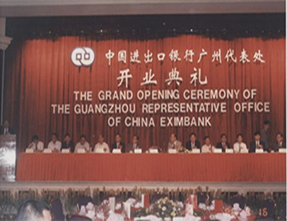 中国进出口银行广州代表处
开业典礼
THE GRAND OPENING CEREMONY OF
THE GUANGZHOU REPRESENTATIVE OFFICE
OF CHINA EXIMBANK